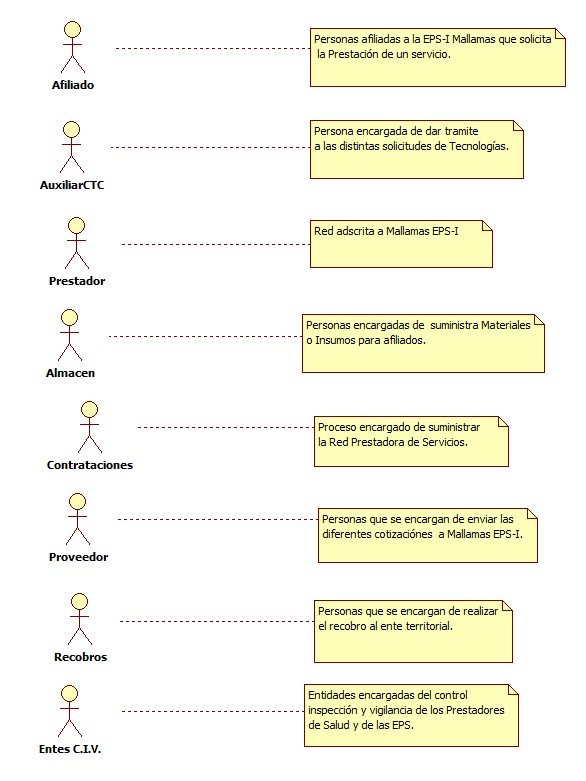 Personas afiliadas a la EPS-I Mallamas que solicita
la Prestación de un servicio.
Afiliado
Persona encargada de dar tramite
a las distintas solicitudes de Tecnologías.
AuxiliarCTC
Red adscrita a Mallamas EPS-I
Prestador
Personas encargadas de suministra Materiales
o Insumos para afiliados.
Almacen
Proceso encargado de suministrar
la Red Prestadora de Servicios.
Contrataciones
Personas que se encargan de enviar las
diferentes cotizaciónes a Mallamas EPS-I.
Proveedor
Personas que se encargan de realizar
el recobro al ente territorial.
Recobros
Entidades encargadas del control
inspección y vigilancia de los Prestadores
de Salud y de las EPS.
Entes C.I.V.